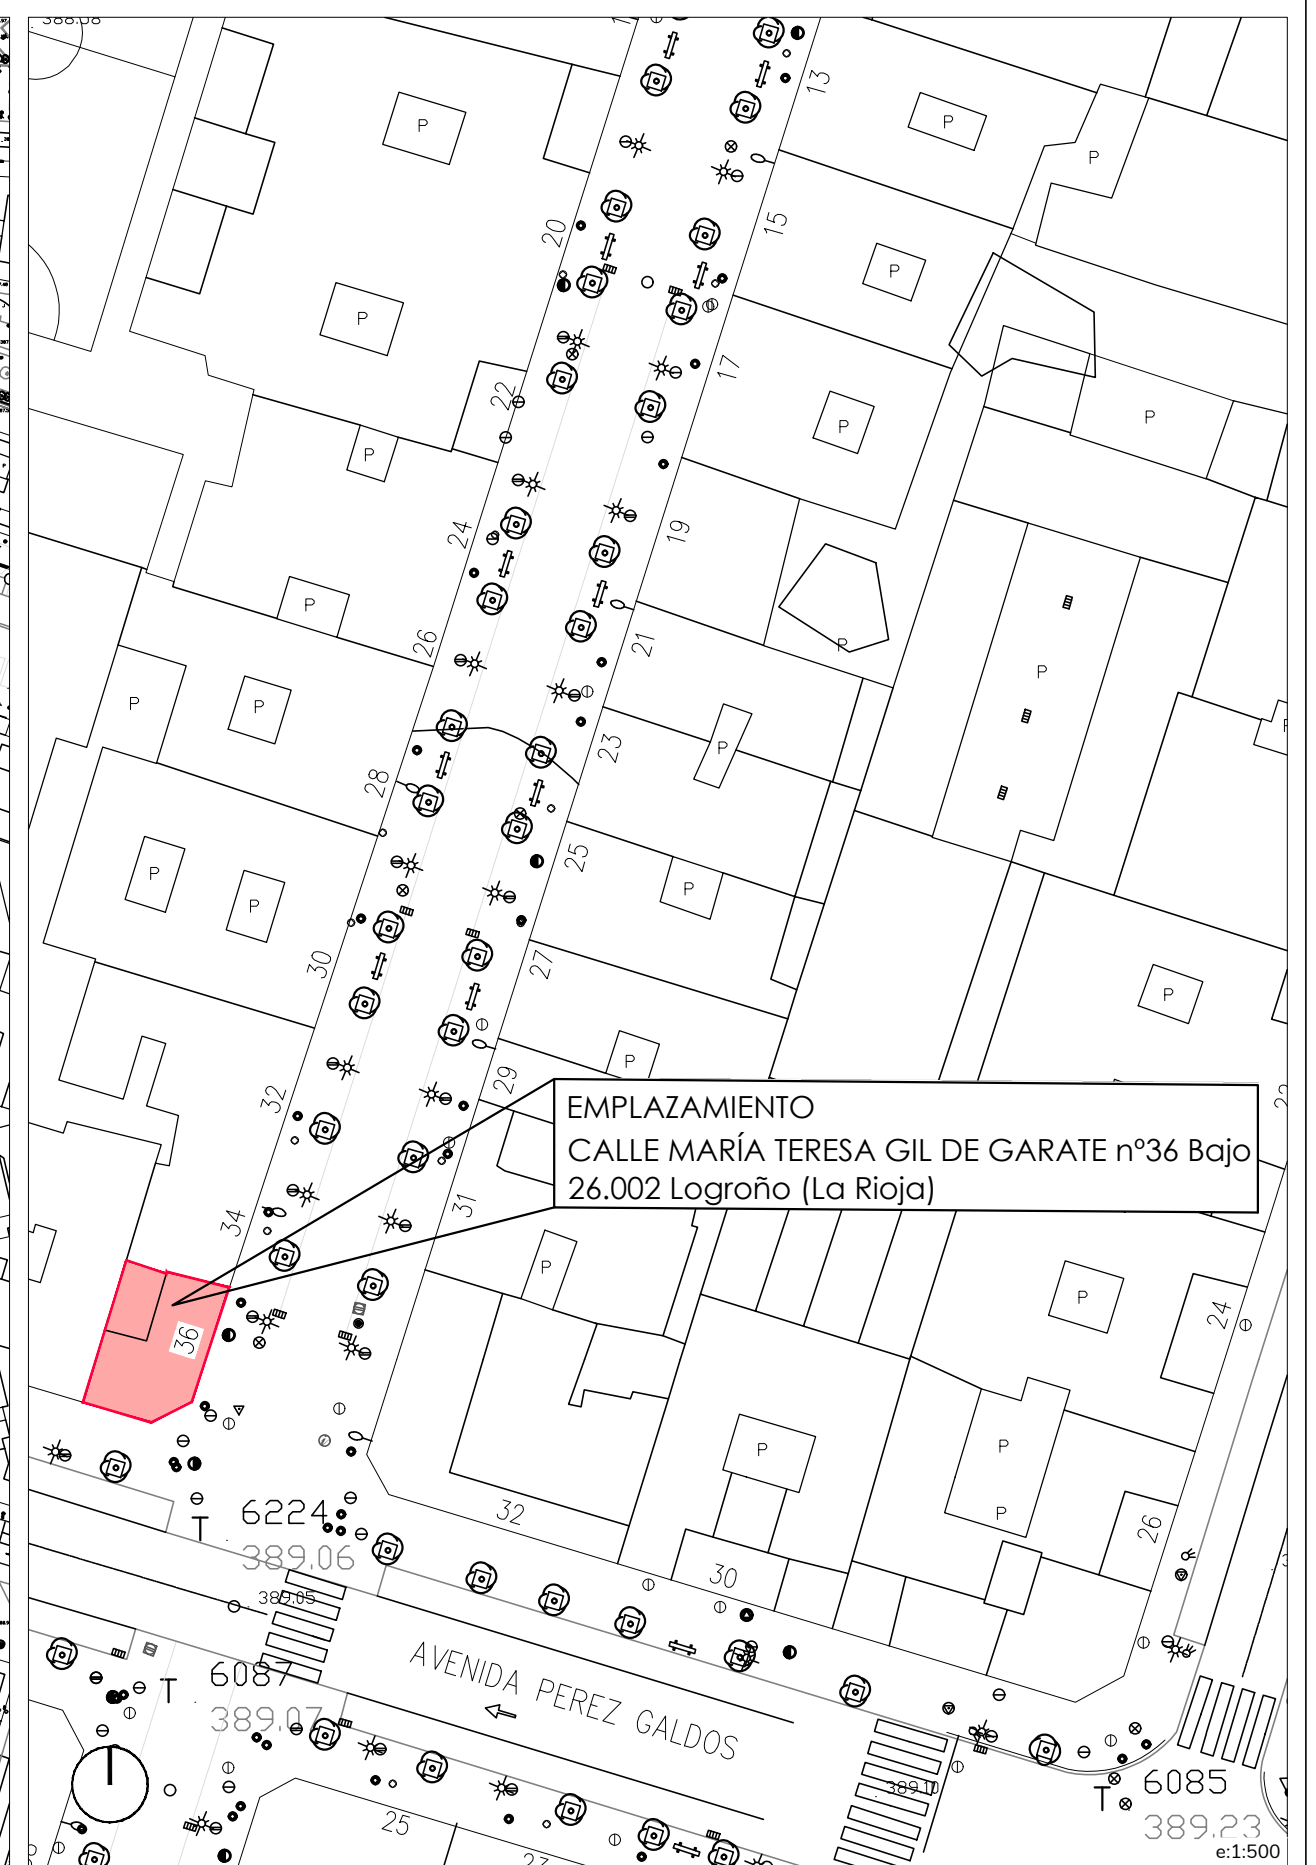 388.08
13
P
P
P
20
15
P
P
22
17
P
P
P
24
19
P
26
P
P
21
P
P
28
23
P
P
P
25
P
30
27
P
32
29
P
EMPLAZAMIENTO
CALLE MARÍA TERESA GIL DE GARATE nº36 Bajo
26.002 Logroño (La Rioja)
34
31
P
P
24
36
P
P
P
32
26
T
6224
389.06
389.05
30
AVENIDA PEREZ GALDOS
T
6087
389.07
25
389.10
T
6085
389.23
e:1:500